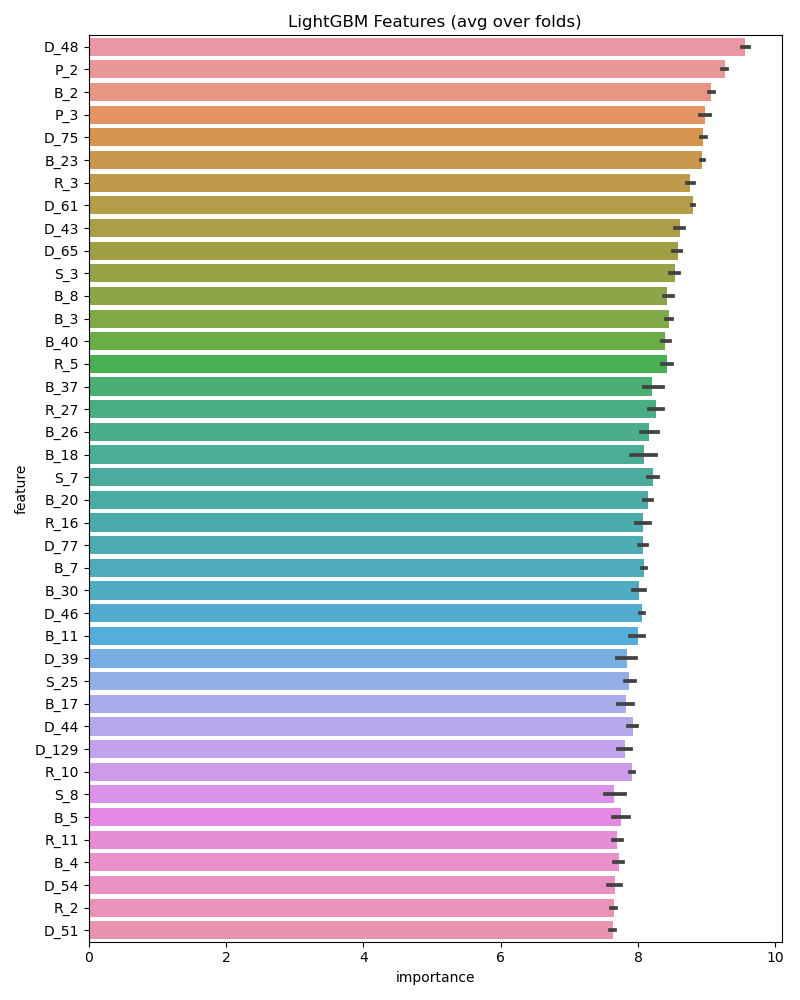 LightGBM Features (avg over folds)
D_48
P_2
B_2
P_3
D_75
B_23
R_3
D_61
D_43
D_65
S_3
B_8
B_3
B_40
R_5
B_37
R_27
B_26
B_18
S_7
B_20
R_16
D_77
B_7
B_30
D_46
B_11
D_39
S_25
B_17
D_44
D_129
R_10
S_8
B_5
R_11
B_4
D_54
R_2
D_51
feature
0 2 4 6 8 10
importance